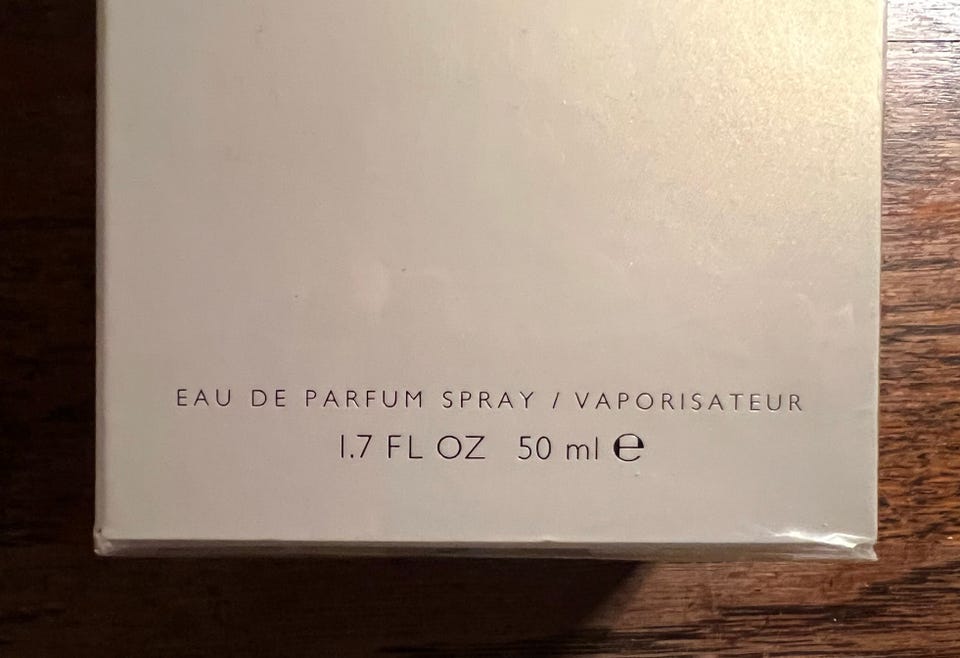 EAU DE PARFUM SPRAY / VAPORISATEUR
1.7 FL OZ 50 ml ℮